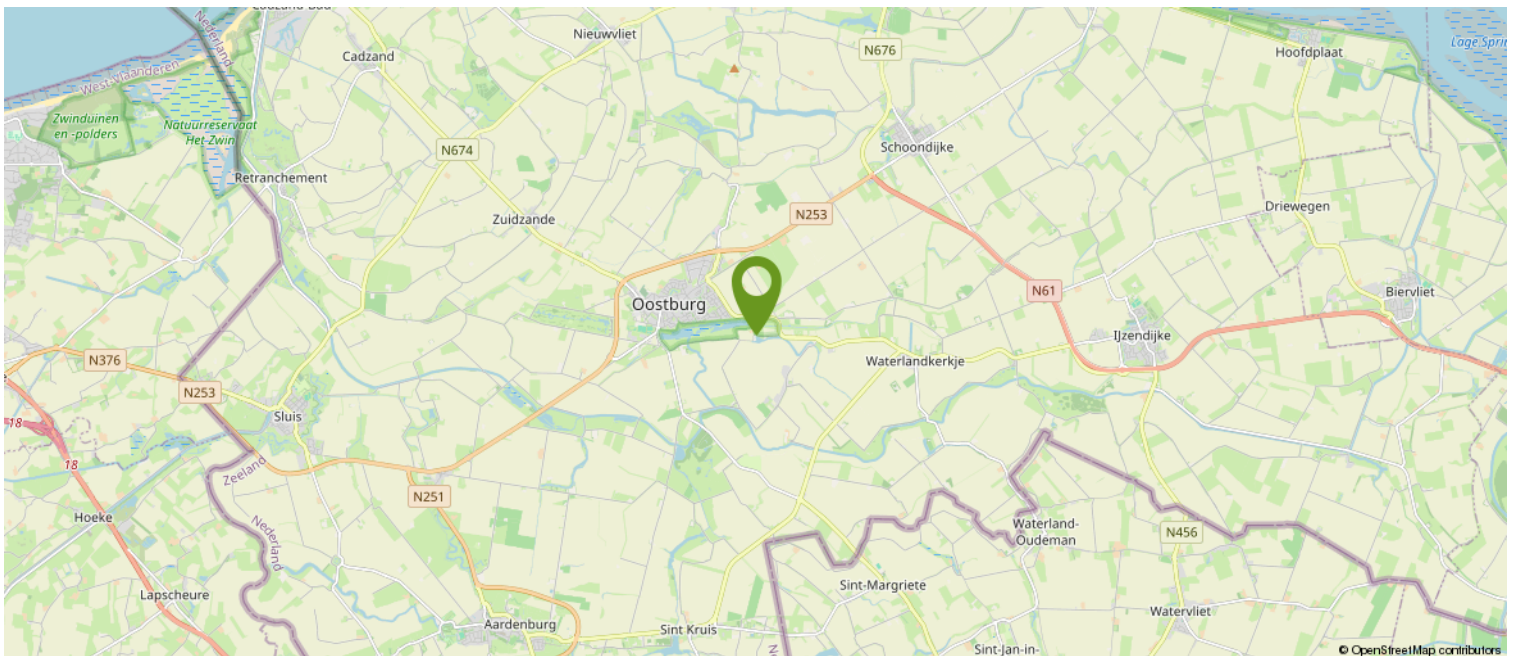 Cadzand-Bad
Nederland
Nieuwvliet
N676
Hoofdplaat
Cadzand
West-Vlaanderen
Zwinduinen
en -polders
Natuurreservaat
Het Zwin
N674
Schoondijke
Retranchement
Zuidzande
N253
Driewegen
Oostburg
N61
Biervliet
IJzendijke
N376
Waterlandkerkje
N253
Sluis
18
18
Zeeland
N251
Hoeke
Nederland
Waterland-
Oudeman
N456
Sint-Margriete
Lapscheure
Watervliet
Aardenburg
Sint Kruis
Sint-Jan-in-
© OpenStreetMap contributors